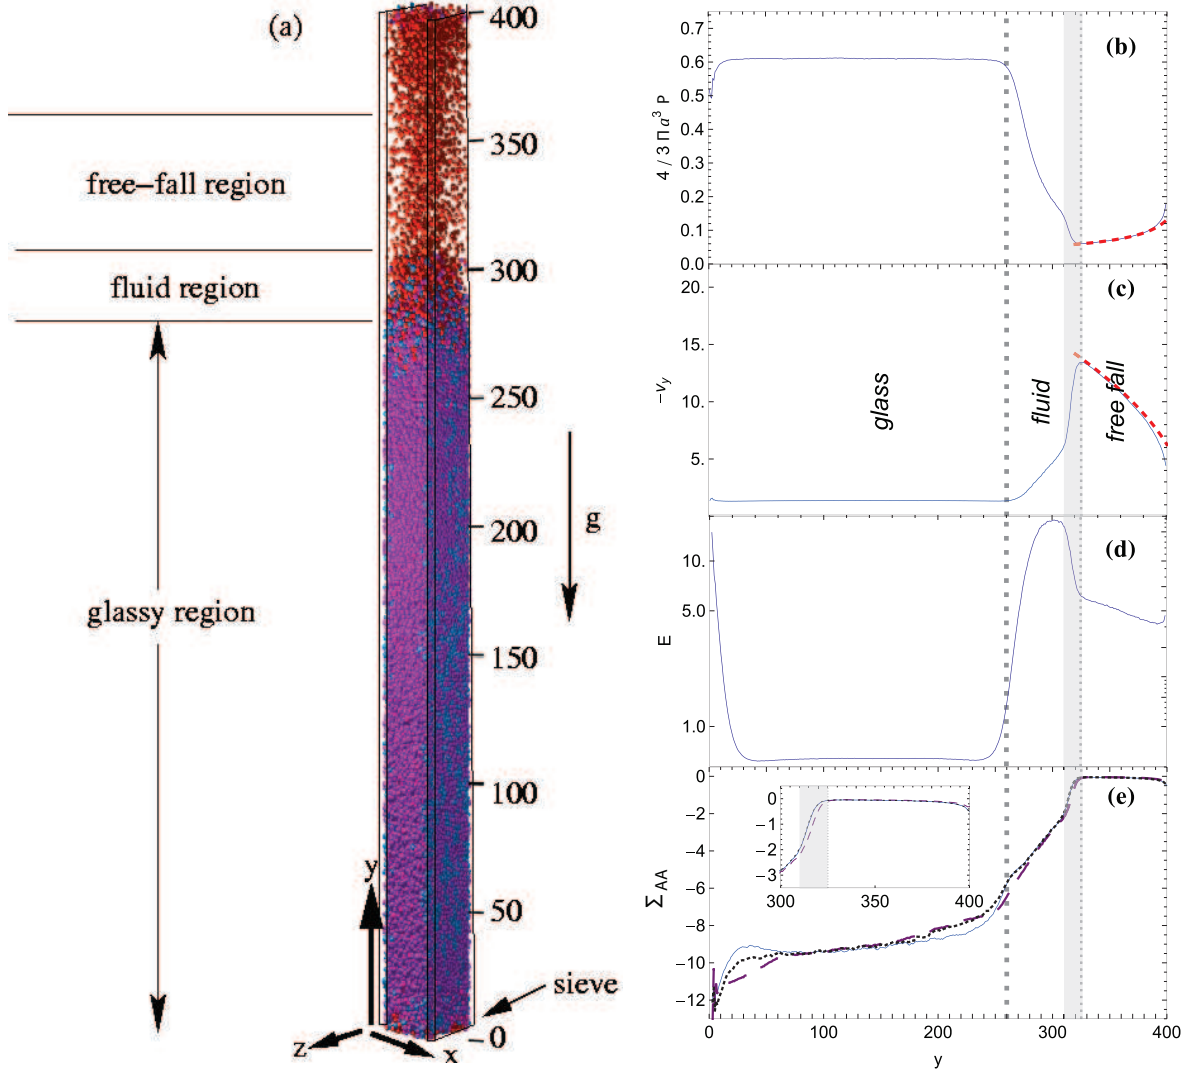 (a)
400
350
free−fall region
300
fluid region
250
g
200
glassy region
150
100
y
50
sieve
0
z
x
(b)
0.7
0.6
0.5
0.4
0.3
0.2
0.1
0.0
4 / 3 Π a³ P
(c)
20.
15.
10.
5.
−vy
glass
fluid
free fall
(d)
10.
5.0
1.0
E
(e)
0
−2
−4
−6
−8
−10
−12
Σ AA
0
−1
−2
−3
300
350
400
0
100
200
300
400
y